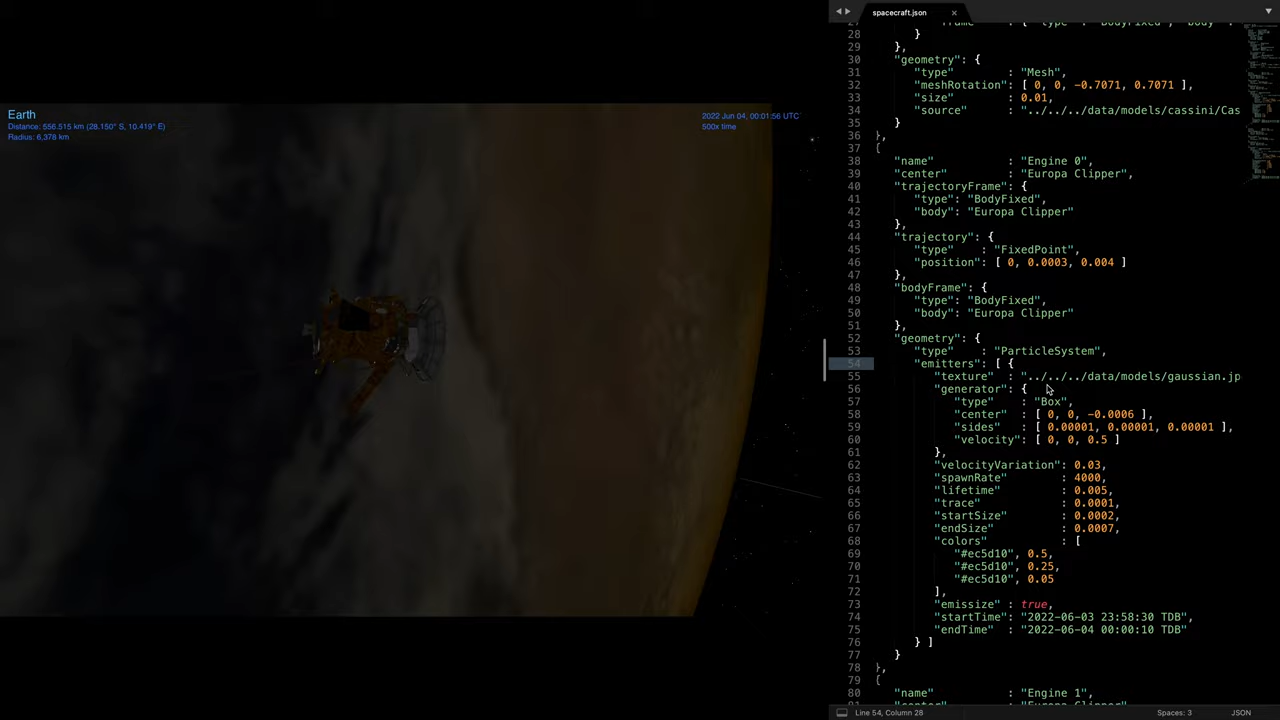 Earth
Distance: 556.515 km (28.150° S, 10.419° E)
Radius: 6,378 km
2022 Jun 04, 00:01:56 UTC
500x time
spacecraft.json
28 }
29 },
30 "geometry": {
31 "type" : "Mesh",
32 "meshRotation" : [ 0, 0, -0.7071, 0.7071 ],
33 "size" : 0.01,
34 "source" : "../../../data/models/cassini/Cas
35 }
36 },
37 {
38 "name" : "Engine 0",
39 "center" : "Europa Clipper",
40 "trajectoryFrame": {
41 "type": "BodyFixed",
42 "body": "Europa Clipper"
43 },
44 "trajectory": {
45 "type" : "FixedPoint",
46 "position": [ 0, 0.0003, 0.004 ]
47 },
48 "bodyFrame": {
49 "type": "BodyFixed",
50 "body": "Europa Clipper"
51 },
52 "geometry": {
53 "type" : "ParticleSystem",
54 "emitters": [ {
55 "texture" : "../../../data/models/gaussian.jp
56 "generator": {
57 "type" : "Box",
58 "center" : [ 0, 0, -0.0006 ],
59 "sides" : [ 0.00001, 0.00001, 0.00001 ],
60 "velocity": [ 0, 0, 0.5 ]
61 },
62 "velocityVariation": 0.03,
63 "spawnRate" : 4000,
64 "lifetime" : 0.005,
65 "trace" : 0.0001,
66 "startSize" : 0.0002,
67 "endSize" : 0.0007,
68 "colors" : [
69 "#ec5d10", 0.5,
70 "#ec5d10", 0.25,
71 "#ec5d10", 0.05
72 ],
73 "emissize" : true,
74 "startTime": "2022-06-03 23:58:30 TDB",
75 "endTime" : "2022-06-04 00:00:10 TDB"
76 } ]
77 }
78 },
79 {
80 "name" : "Engine 1",
Line 54, Column 28
Spaces: 3
JSON